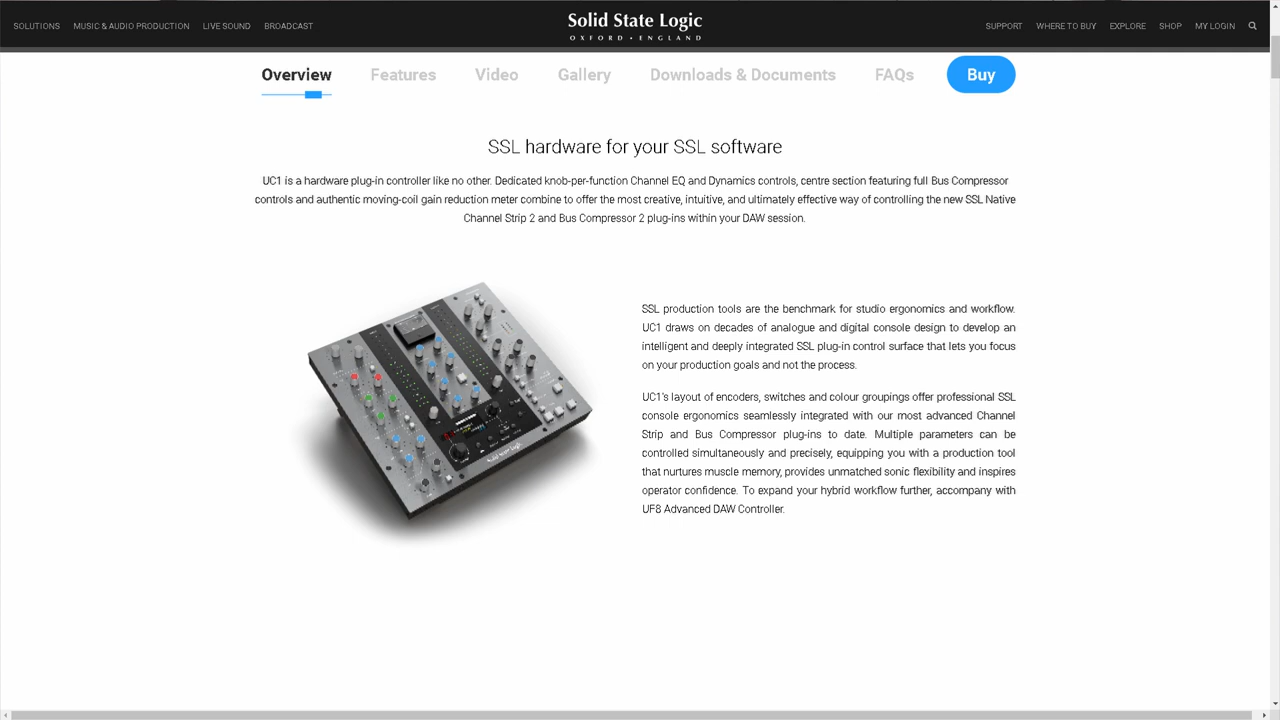 SOLUTIONS MUSIC & AUDIO PRODUCTION LIVE SOUND BROADCAST
Solid State Logic
OXFORD • ENGLAND
SUPPORT WHERE TO BUY EXPLORE SHOP MY LOGIN
Overview Features Video Gallery Downloads & Documents FAQs Buy
SSL hardware for your SSL software
UC1 is a hardware plug-in controller like no other. Dedicated knob-per-function Channel EQ and Dynamics controls, centre section featuring full Bus Compressor
controls and authentic moving-coil gain reduction meter combine to offer the most creative, intuitive, and ultimately effective way of controlling the new SSL Native
Channel Strip 2 and Bus Compressor 2 plug-ins within your DAW session.
SSL production tools are the benchmark for studio ergonomics and workflow.
UC1 draws on decades of analogue and digital console design to develop an
intelligent and deeply integrated SSL plug-in control surface that lets you focus
on your production goals and not the process.
UC1's layout of encoders, switches and colour groupings offer professional SSL
console ergonomics seamlessly integrated with our most advanced Channel
Strip and Bus Compressor plug-ins to date. Multiple parameters can be
controlled simultaneously and precisely, equipping you with a production tool
that nurtures muscle memory, provides unmatched sonic flexibility and inspires
operator confidence. To expand your hybrid workflow further, accompany with
UF8 Advanced DAW Controller.